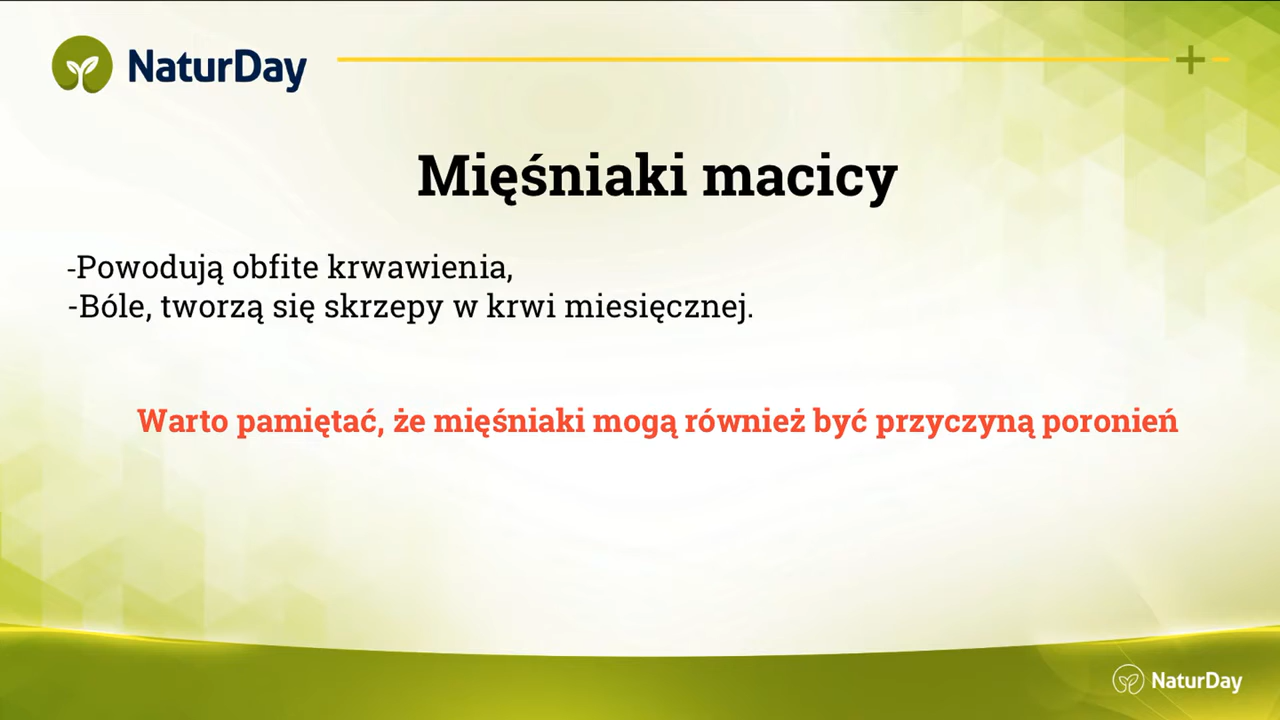 NaturDay
Mięśniaki macicy
-Powodują obfite krwawienia,
-Bóle, tworzą się skrzepy w krwi miesięcznej.
Warto pamiętać, że mięśniaki mogą również być przyczyną poronień
NaturDay